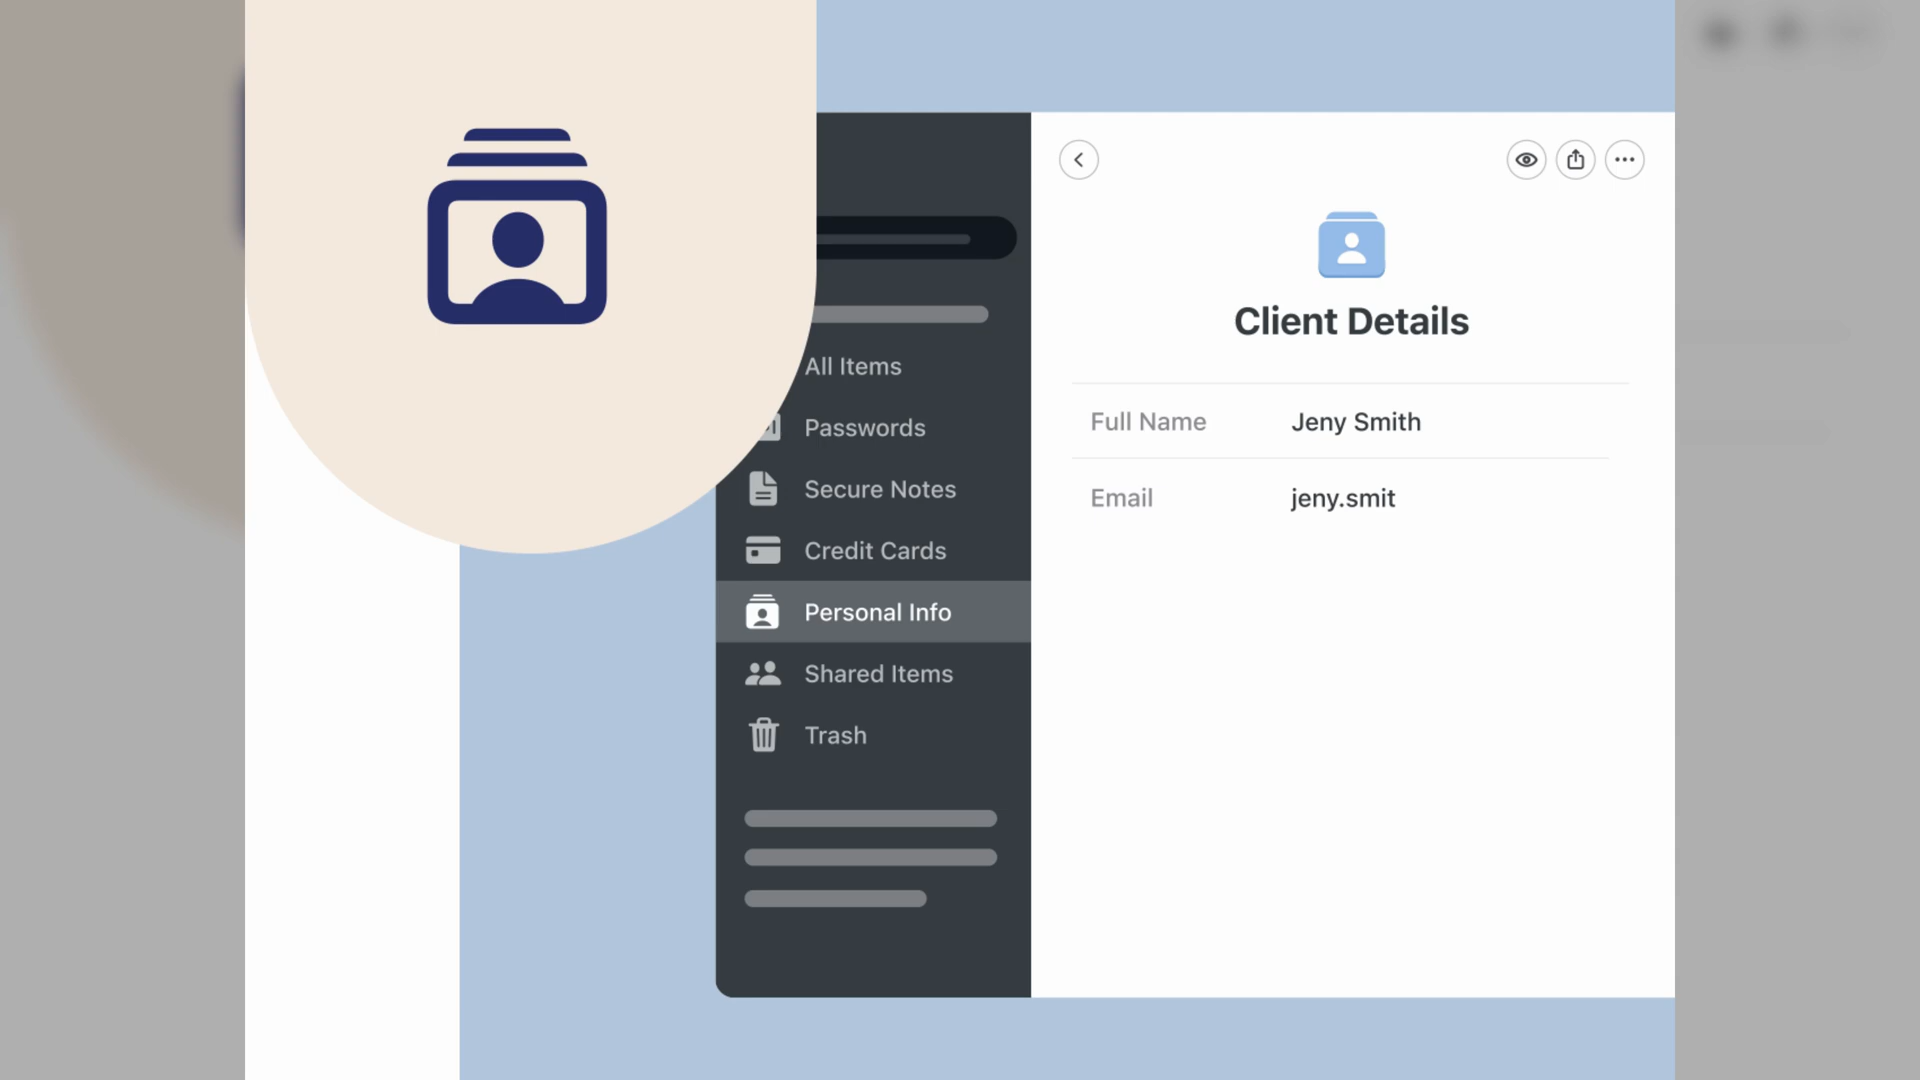 All Items
Passwords
Secure Notes
Credit Cards
Personal Info
Shared Items
Trash
Client Details
Full Name Jeny Smith
Email jeny.smit